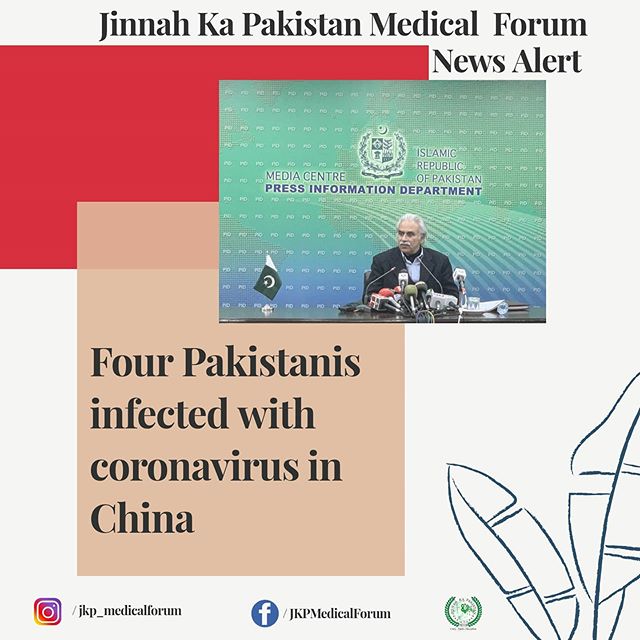 Jinnah Ka Pakistan Medical Forum
News Alert
PID
MEDIA CENTRE
ISLAMIC
REPUBLIC
OF PAKISTAN
PRESS INFORMATION DEPARTMENT
Four Pakistanis
infected with
coronavirus in
China
/ jkp_medicalforum
/ JKPMedicalForum